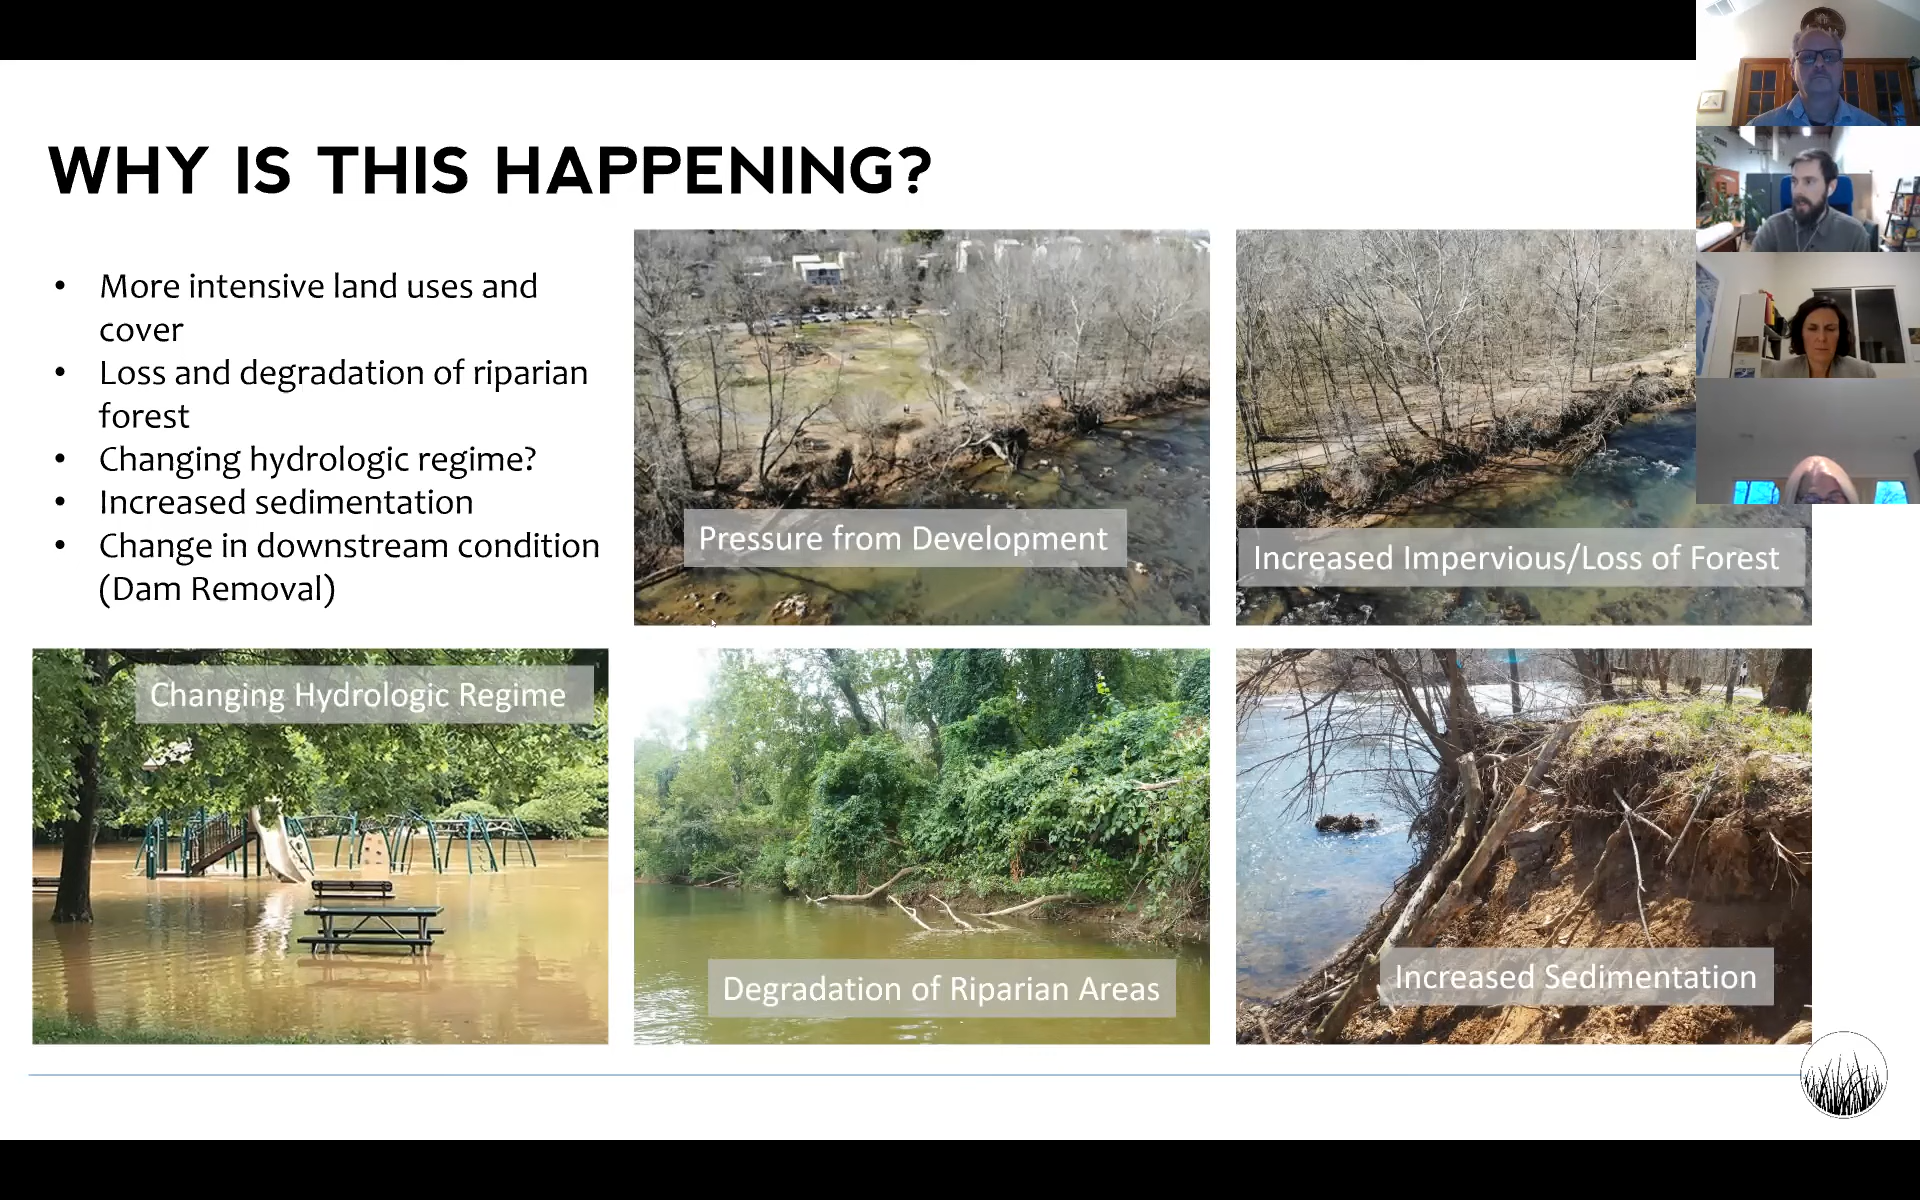 WHY IS THIS HAPPENING?
• More intensive land uses and
cover
• Loss and degradation of riparian
forest
• Changing hydrologic regime?
• Increased sedimentation
• Change in downstream condition
(Dam Removal)
Pressure from Development
Increased Impervious/Loss of Forest
Changing Hydrologic Regime
Degradation of Riparian Areas
Increased Sedimentation